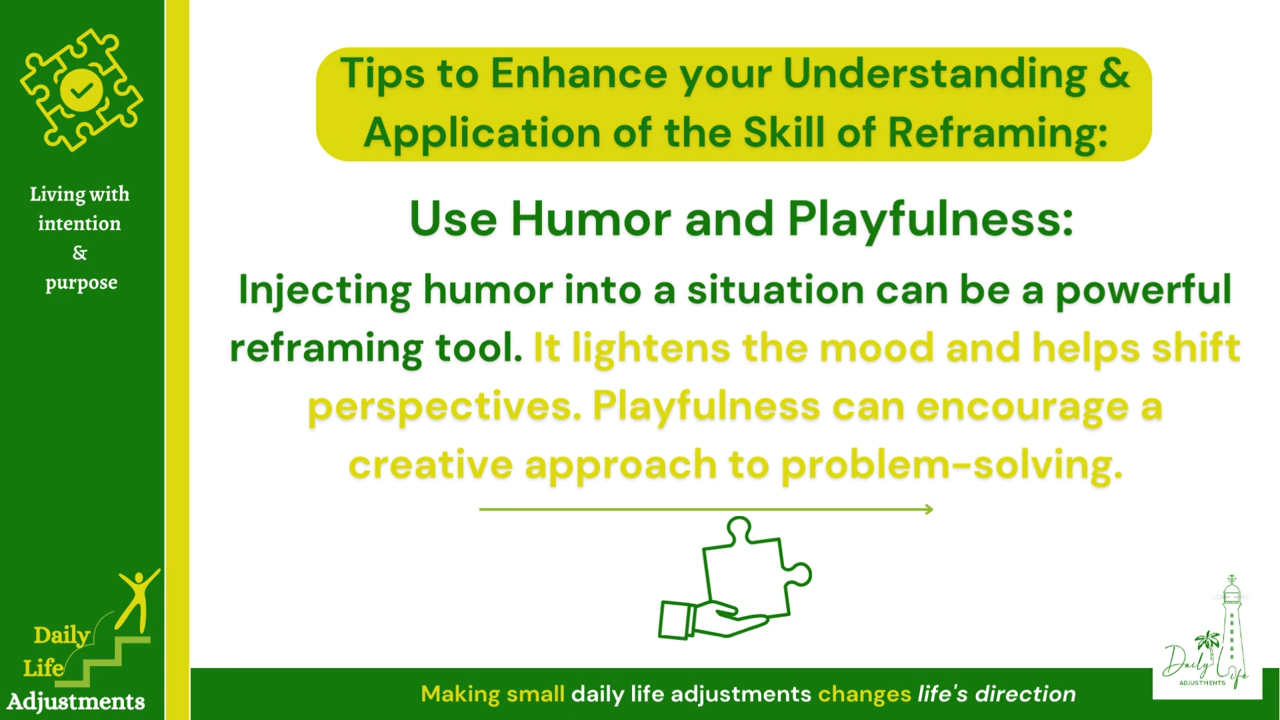 Living with
intention
&
purpose
Tips to Enhance your Understanding &
Application of the Skill of Reframing:
Use Humor and Playfulness:
Injecting humor into a situation can be a powerful
reframing tool. It lightens the mood and helps shift
perspectives. Playfulness can encourage a
creative approach to problem-solving.
Daily
Life
Adjustments
Making small daily life adjustments changes life's direction
Daily Life
ADJUSTMENTS